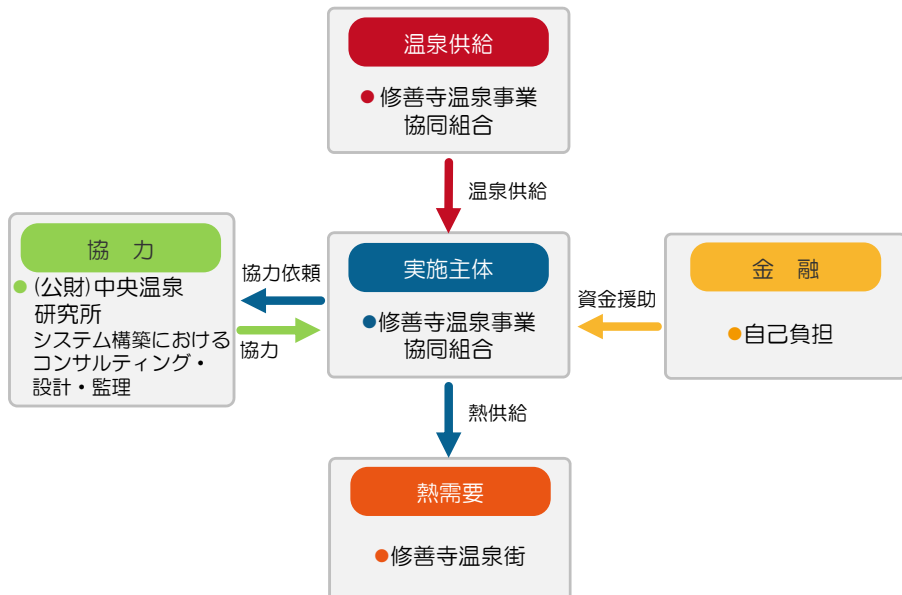 温泉供給
●修善寺温泉事業
協同組合
温泉供給
協　力
●(公財)中央温泉
研究所
システム構築における
コンサルティング・
設計・監理
協力依頼
協力
実施主体
●修善寺温泉事業
協同組合
資金援助
金　融
●自己負担
熱供給
熱需要
●修善寺温泉街